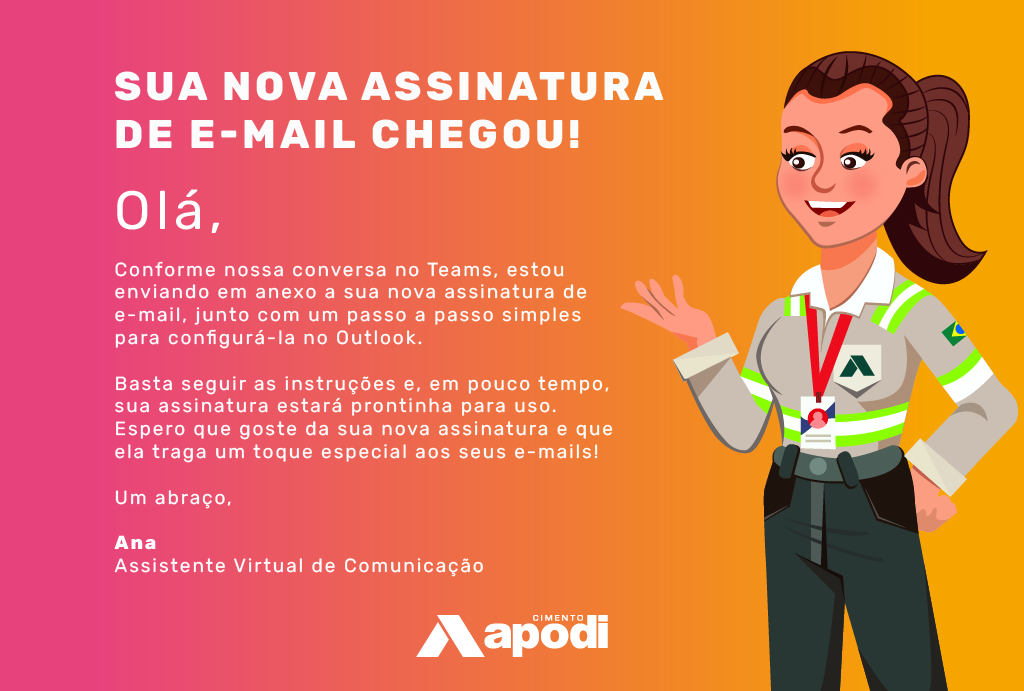 SUA NOVA ASSINATURA
DE E-MAIL CHEGOU!
Olá,
Conforme nossa conversa no Teams, estou
enviando em anexo a sua nova assinatura de
e-mail, junto com um passo a passo simples
para configurá-la no Outlook.
Basta seguir as instruções e, em pouco tempo,
sua assinatura estará prontinha para uso.
Espero que goste da sua nova assinatura e que
ela traga um toque especial aos seus e-mails!
Um abraço,
Ana
Assistente Virtual de Comunicação
CIMENTO
apodi